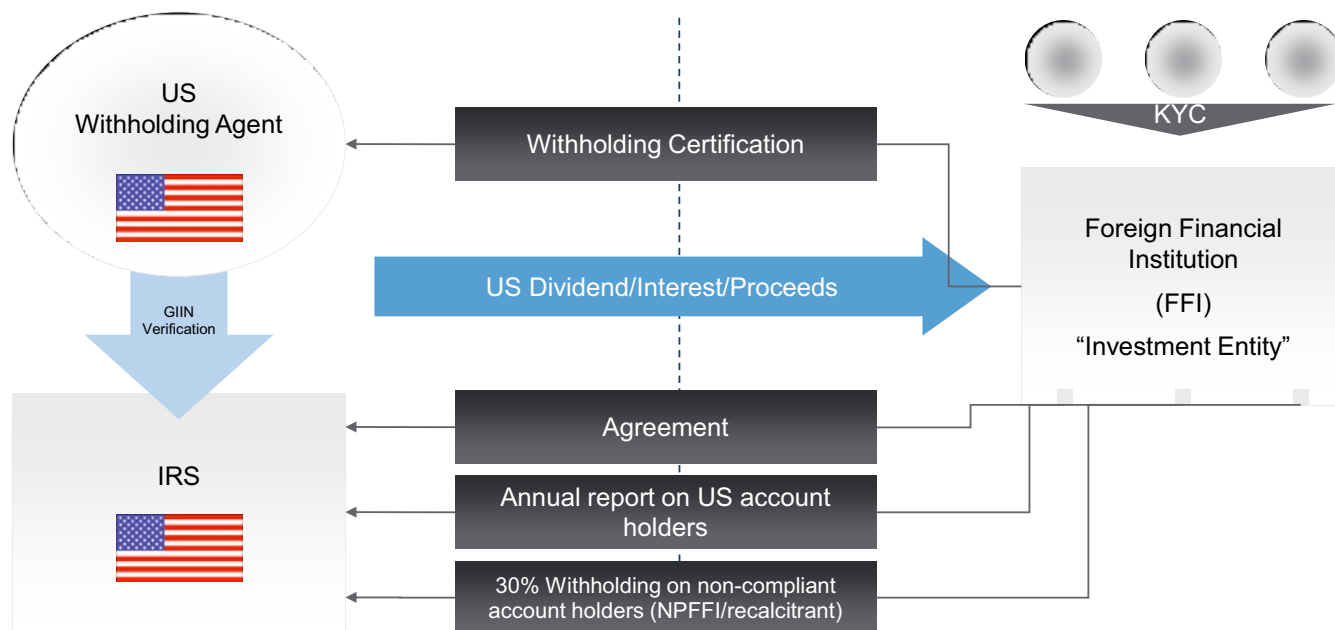 US
Withholding Agent
KYC
Withholding Certification
Foreign Financial
Institution
(FFI)
“Investment Entity”
US Dividend/Interest/Proceeds
GIIN
Verification
Agreement
IRS
Annual report on US account
holders
30% Withholding on non-compliant
account holders (NPFFI/recalcitrant)